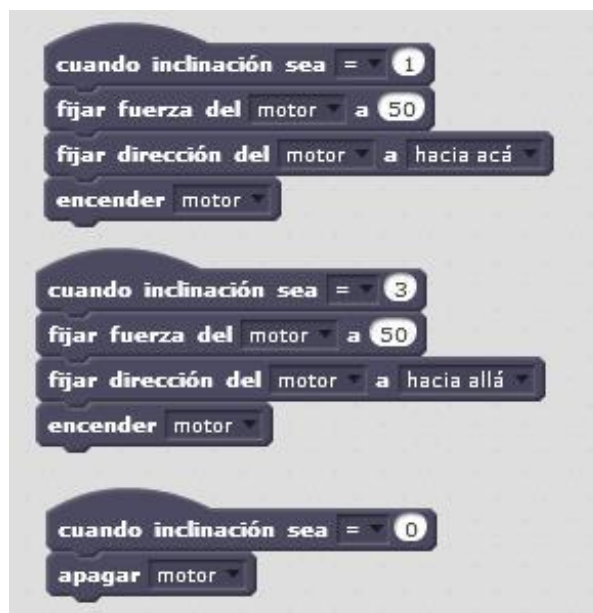 cuando inclinación sea = 1
fijar fuerza del motor a 50
fijar dirección del motor a hacia acá
encender motor
cuando inclinación sea = 3
fijar fuerza del motor a 50
fijar dirección del motor a hacia allá
encender motor
cuando inclinación sea = 0
apagar motor